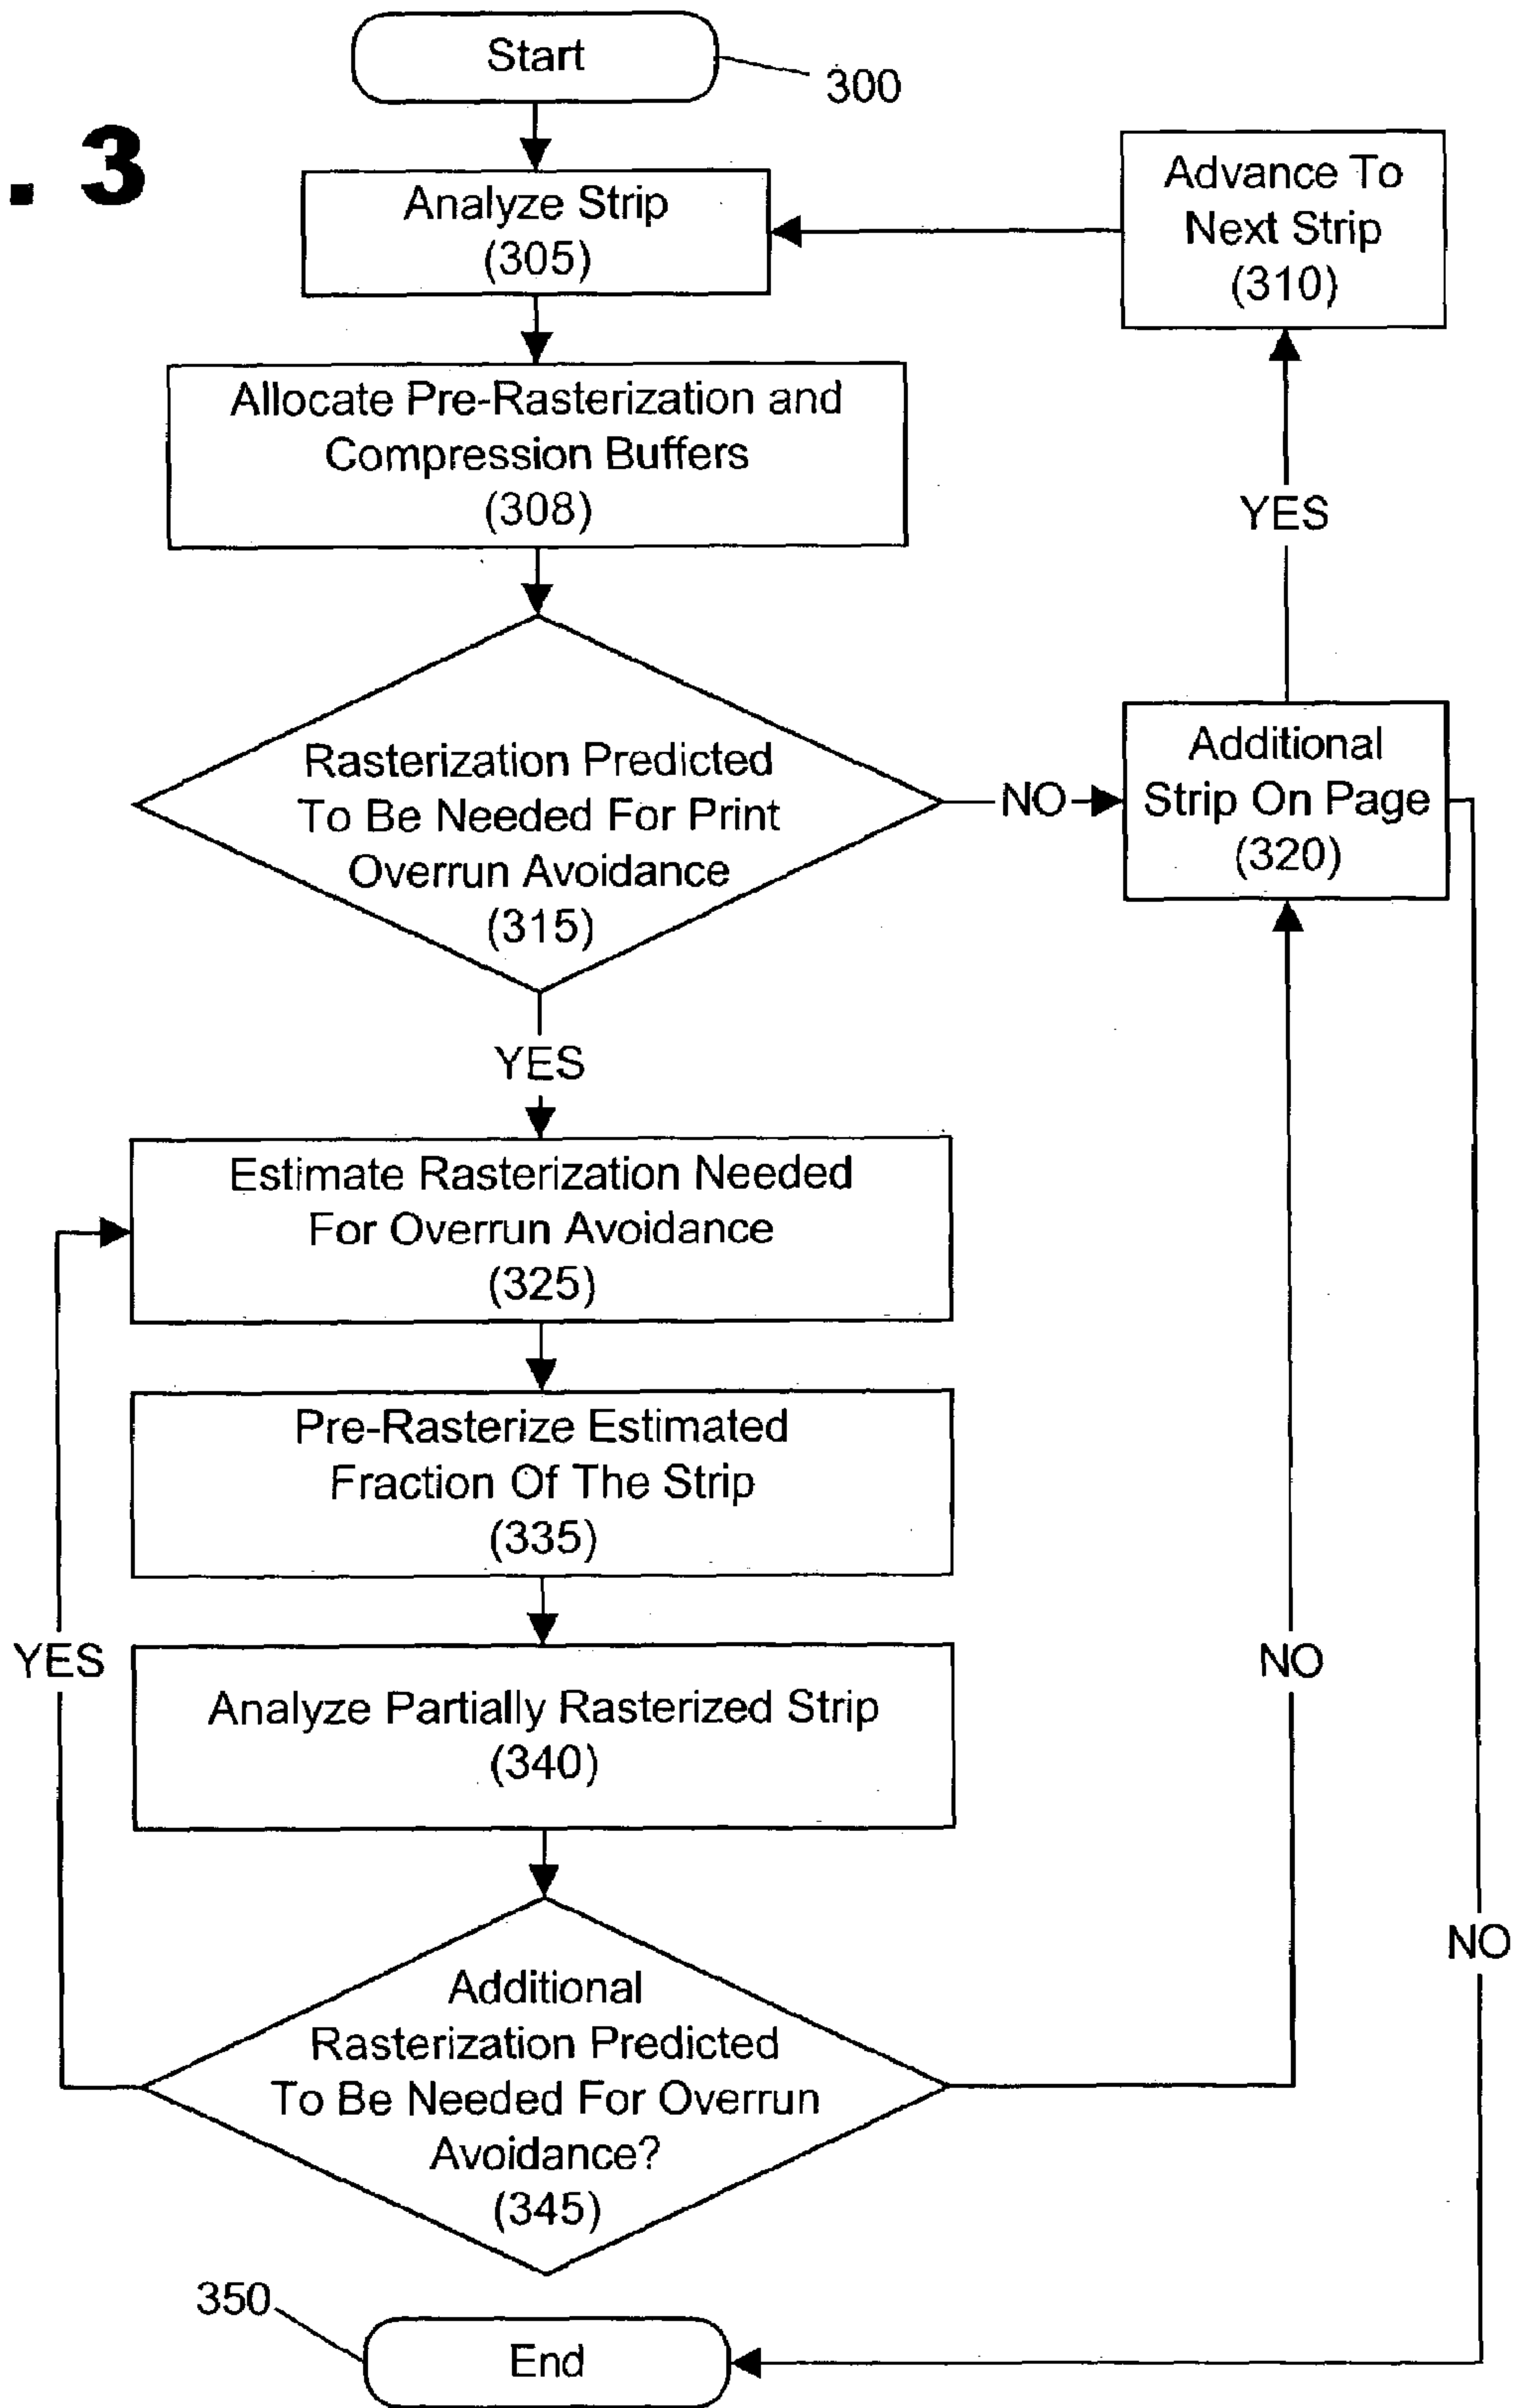 Start
300
. 3
Analyze Strip
(305)
Advance To
Next Strip
(310)
Allocate Pre-Rasterization and
Compression Buffers
(308)
YES
Rasterization Predicted
To Be Needed For Print
Overrun Avoidance
(315)
NO
Additional
Strip On Page
(320)
YES
Estimate Rasterization Needed
For Overrun Avoidance
(325)
Pre-Rasterize Estimated
Fraction Of The Strip
(335)
YES
Analyze Partially Rasterized Strip
(340)
NO
NO
Additional
Rasterization Predicted
To Be Needed For Overrun
Avoidance?
(345)
350
End